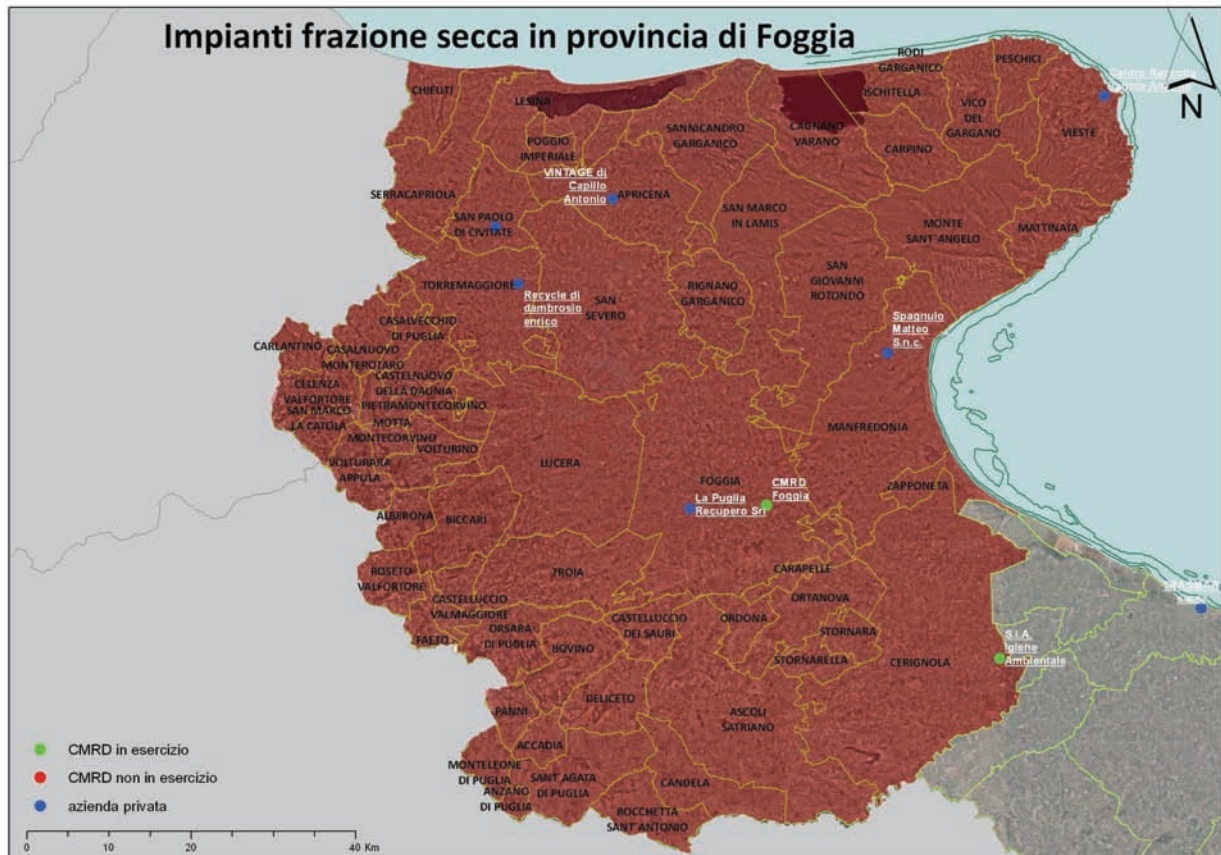 Impianti frazione secca in provincia di Foggia
RODI
GARGANICO
PESCHICI
CHIEUTI
LESINA
ISCHITELLA
Centro Raccolta
N
VICO
DEL
GARGANO
VIESTE
SANNICANDRO
GARGANICO
CAGNANO
VARANO
POGGIO
IMPERIALE
CARPINO
VINTAGE di
Capillo
Antonio
APRICENA
SERRACAPRIOLA
SAN PAOLO
DI CIVITATE
SAN MARCO
IN LAMIS
MONTE
SANT`ANGELO
MATTINATA
SAN
GIOVANNI
ROTONDO
TORREMAGGIORE
RIGNANO
GARGANICO
Recycle di
dambrosio
enrico
SAN
SEVERO
CASALVECCHIO
DI PUGLIA
Spagnulo
Matteo
S.n.c.
CARLANTINO
CASALNUOVO
MONTEROTARO
CASTELNUOVO
DELLA DAUNIA
CELENZA
VALFORTORE
PIETRAMONTECORVINO
SAN MARCO
LA CATOLA
MOTTA
MONTECORVINO
MANFREDONIA
VOLTURINO
VOLTURARA
APPULA
LUCERA
FOGGIA
CMRD
Foggia
ZAPPONETA
La Puglia
Recupero Srl
ALBERONA
BICCARI
ROSETO
VALFORTORE
TROIA
CARAPELLE
ORTANOVA
CASTELLUCCIO
VALMAGGIORE
CASTELLUCCIO
DEI SAURI
ORDONA
FAETO
ORSARA
DI PUGLIA
BOVINO
STORNARA
S.I.A.
Igiene
Ambientale
STORNARELLA
CERIGNOLA
DELICETO
PANNI
ASCOLI
SATRIANO
CMRD in esercizio
ACCADIA
CMRD non in esercizio
MONTELEONE
DI PUGLIA
SANT`AGATA
DI PUGLIA
CANDELA
ANZANO
DI PUGLIA
azienda privata
ROCCHETTA
SANT`ANTONIO
0 10 20 40 Km